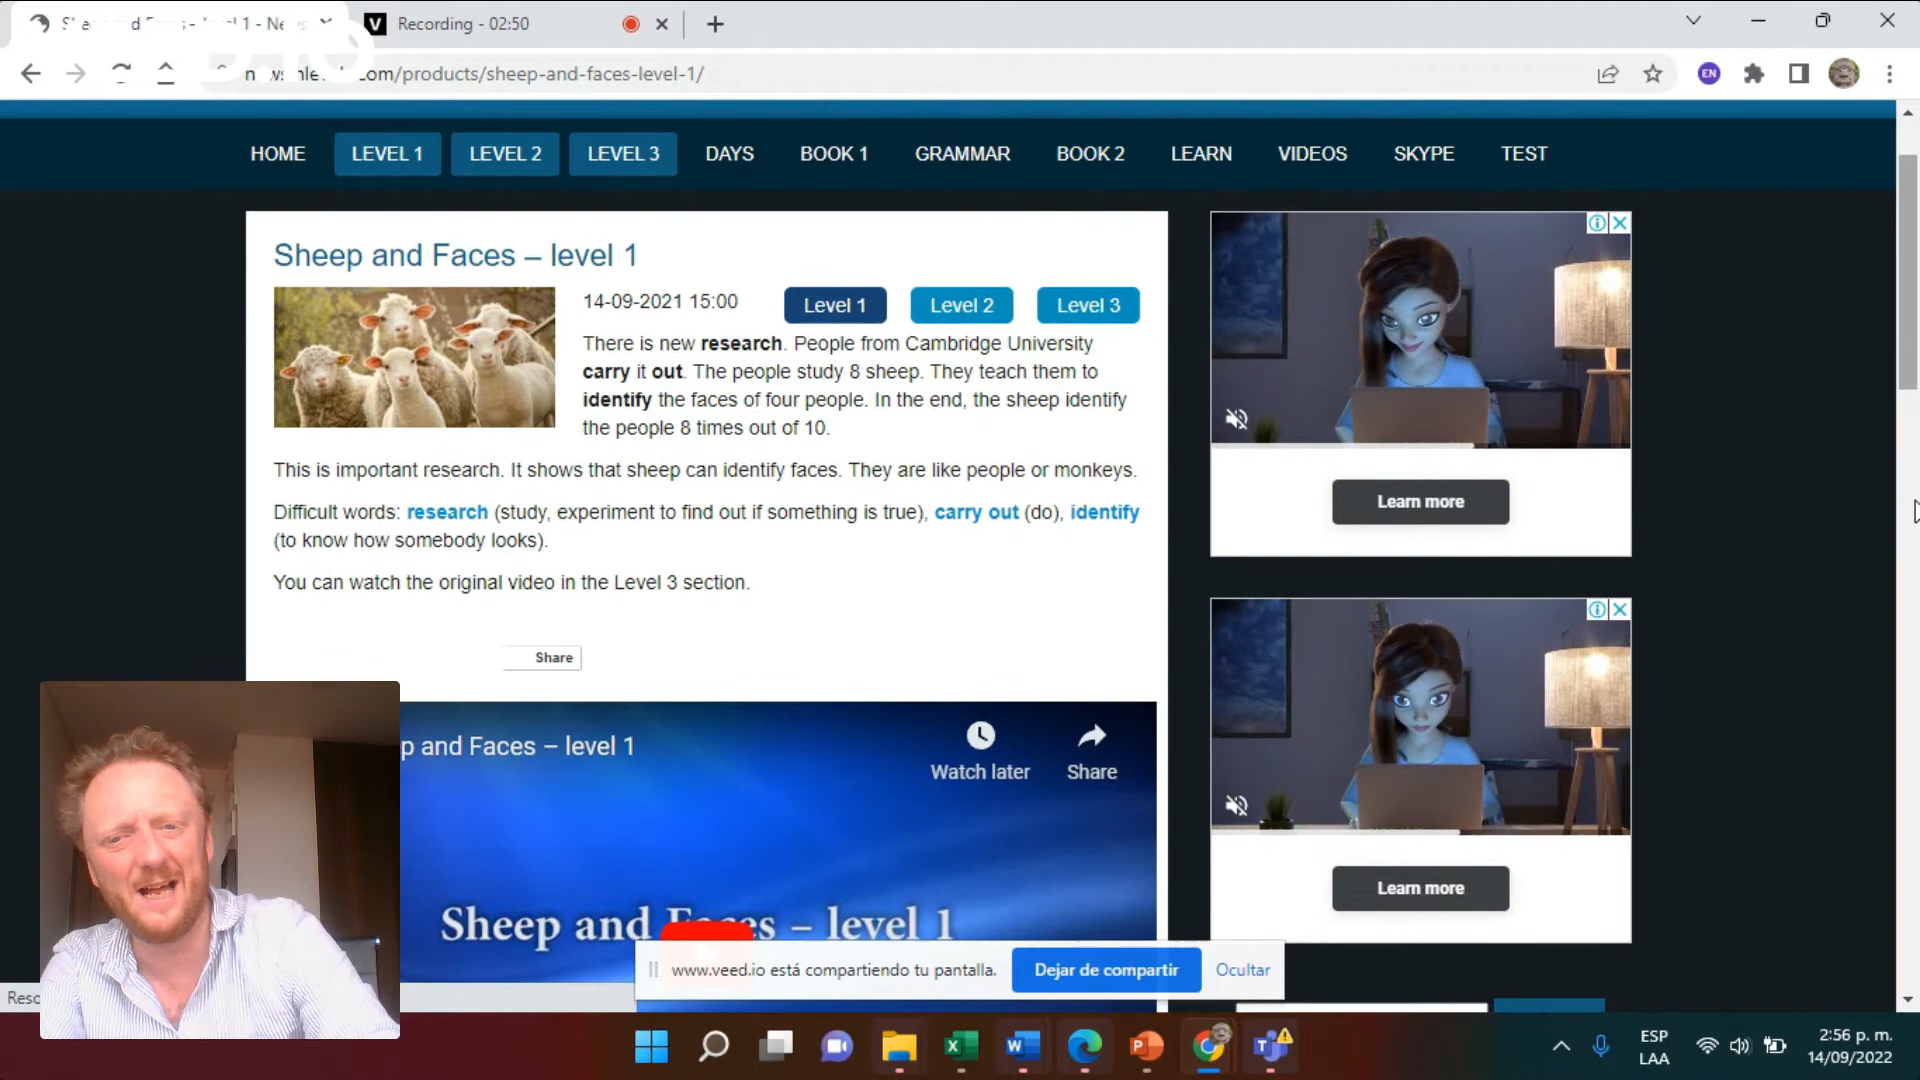 Recording - 02:50
.com/products/sheep-and-faces-level-1/
EN
HOME LEVEL 1 LEVEL 2 LEVEL 3 DAYS BOOK 1 GRAMMAR BOOK 2 LEARN VIDEOS SKYPE TEST
Sheep and Faces – level 1
14-09-2021 15:00 Level 1 Level 2 Level 3
There is new research. People from Cambridge University
carry it out. The people study 8 sheep. They teach them to
identify the faces of four people. In the end, the sheep identify
the people 8 times out of 10.
This is important research. It shows that sheep can identify faces. They are like people or monkeys.
Difficult words: research (study, experiment to find out if something is true), carry out (do), identify
(to know how somebody looks).
You can watch the original video in the Level 3 section.
Share
Learn more
p and Faces – level 1
Watch later
Share
Sheep and Faces – level 1
Learn more
www.veed.io está compartiendo tu pantalla. Dejar de compartir Ocultar
Reso
ESP
LAA
2:56 p. m.
14/09/2022